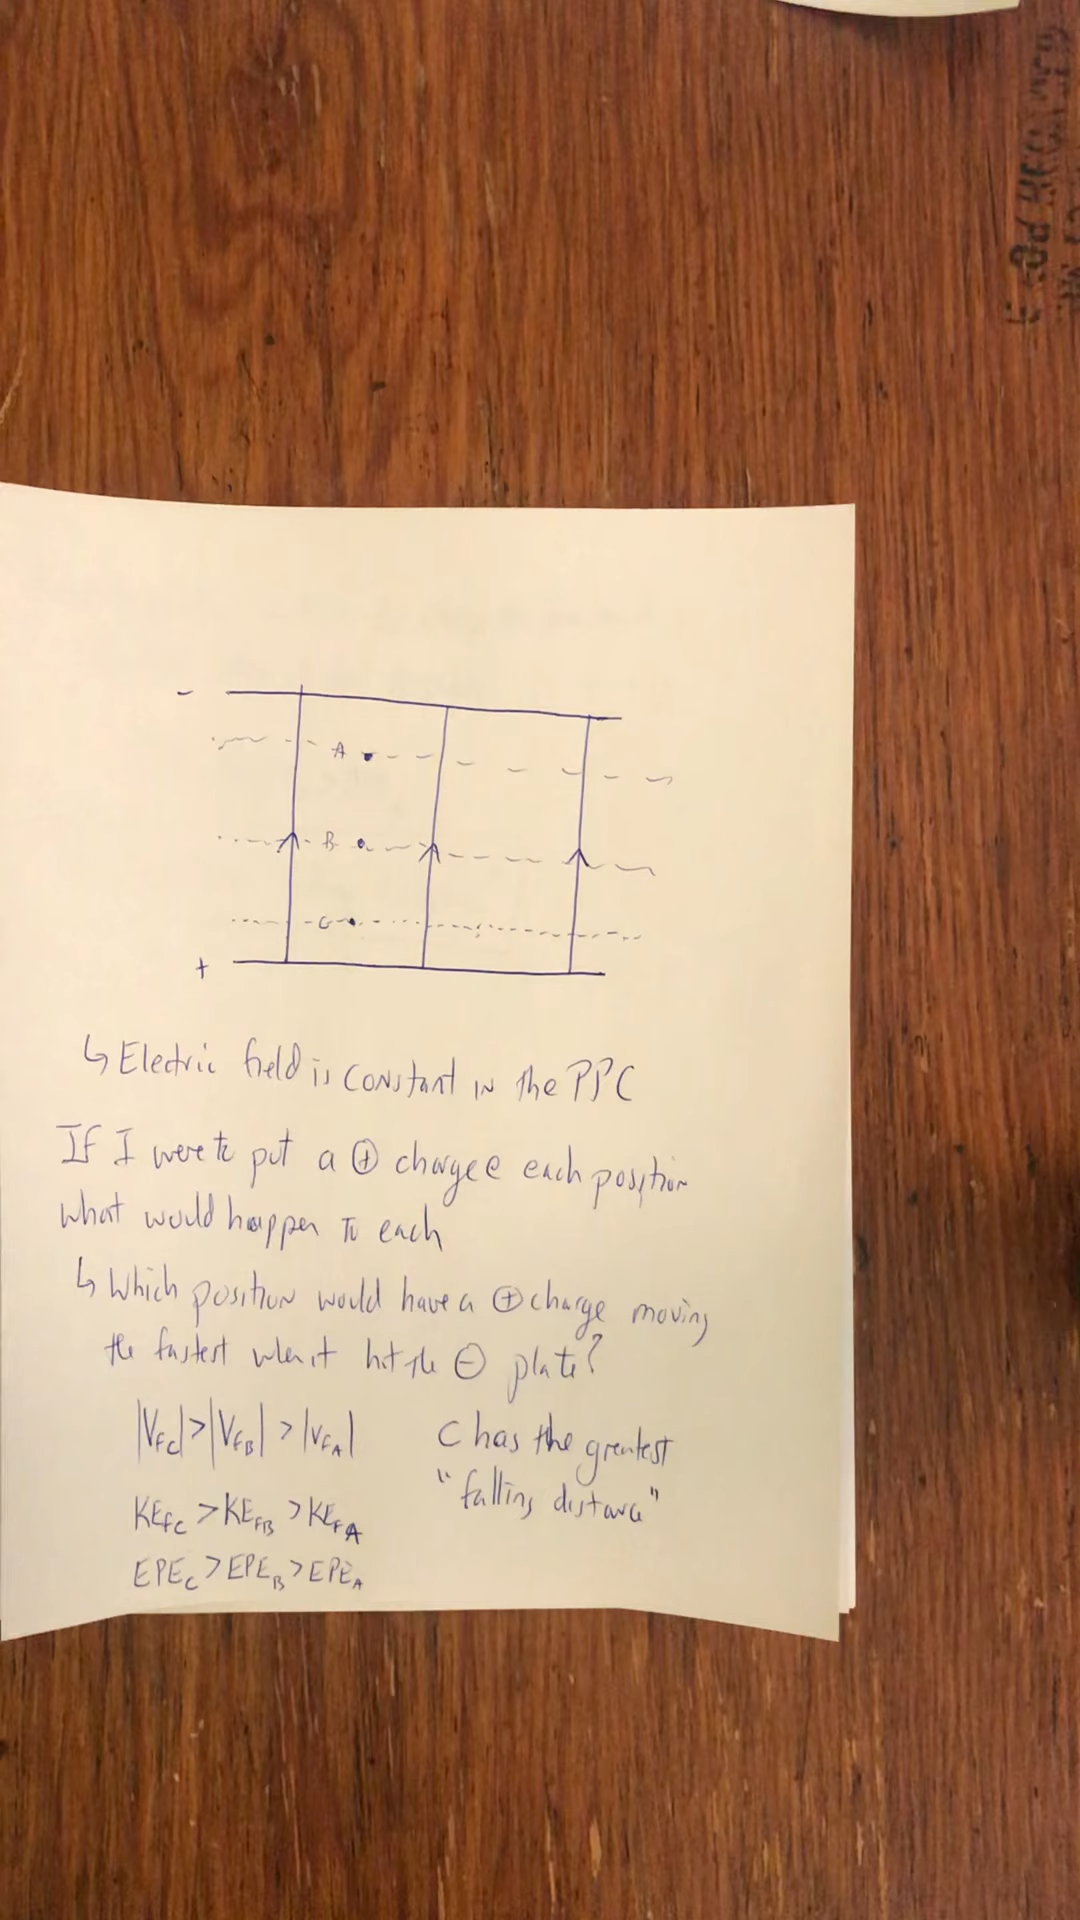 -
A
B
C
+
↳ Electric field is constant in the PPC
If I were to put a ⊕ charge @ each position
what would happen to each
↳ Which position would have a ⊕ charge moving
the fastest when it hit the ⊖ plate?
|V_fC| > |V_fB| > |V_fA| C has the greatest
"falling distance"
KE_fC > KE_fB > KE_fA
EPE_C > EPE_B > EPE_A